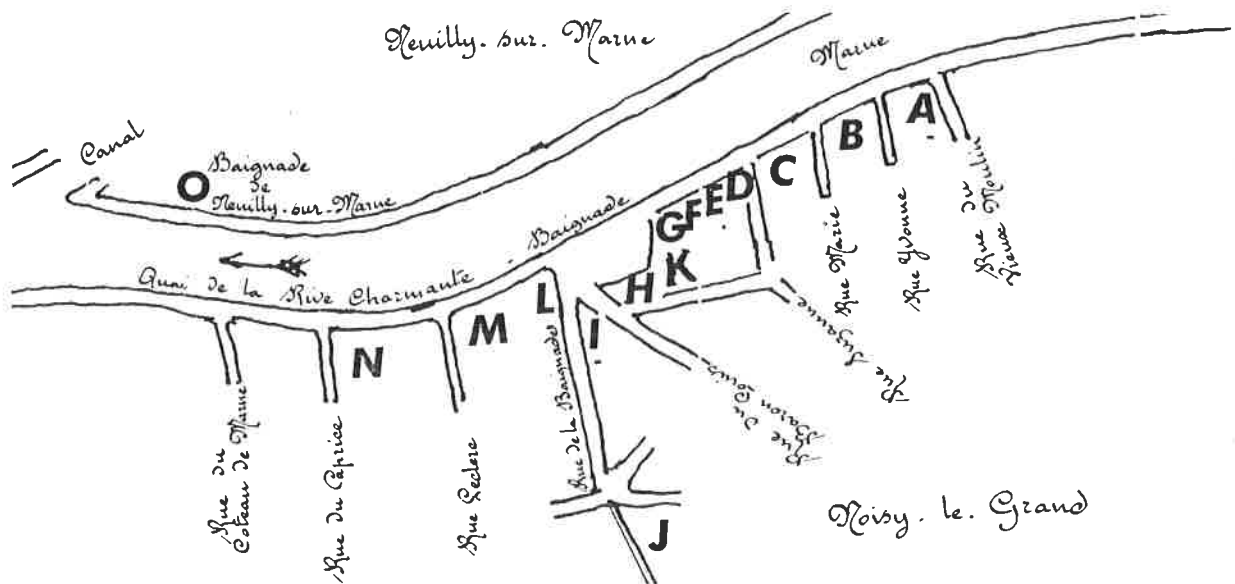 Neuilly-sur-Marne
Marne
Canal
O
Baignade
de
Neuilly-sur-Marne
A
B
C
D
E
F
G
Baignade
K
H
Quai de la Rive Charmante
L
I
M
N
J
Rue du
Vieux Moulin
Rue Yvonne
Rue Marie
Rue Suzanne
Rue du
Baron Louis
Rue de la Baignade
Rue Leclerc
Rue du Caprice
Rue du
Coteau de Marne
Noisy-le-Grand